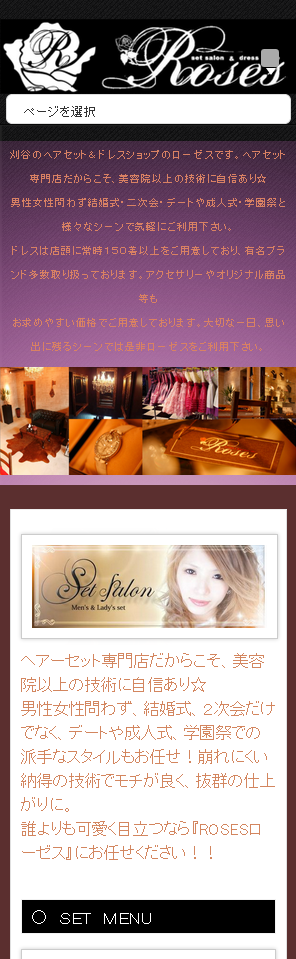 R
Roses
set salon & dress
ページを選択
刈谷のヘアセット&ドレスショップのローゼスです。ヘアセット
専門店だからこそ、美容院以上の技術に自信あり☆
男性女性問わず結婚式・二次会・デートや成人式・学園祭と
様々なシーンで気軽にご利用下さい。
ドレスは店頭に常時150着以上をご用意しており、有名ブラ
ンド多数取り扱っております。アクセサリーやオリジナル商品
等も
お求めやすい価格でご用意しております。大切な一日、思い
出に残るシーンでは是非ローゼスをご利用下さい。
Roses
Set Salon
Men's & Lady's set
ヘアーセット専門店だからこそ、美容
院以上の技術に自信あり☆
男性女性問わず、結婚式、2次会だけ
でなく、デートや成人式、学園祭での
派手なスタイルもお任せ!崩れにくい
納得の技術でモチが良く、抜群の仕上
がりに。
誰よりも可愛く目立つなら『ROSESロ
ーゼス』にお任せください!!
○ SET MENU